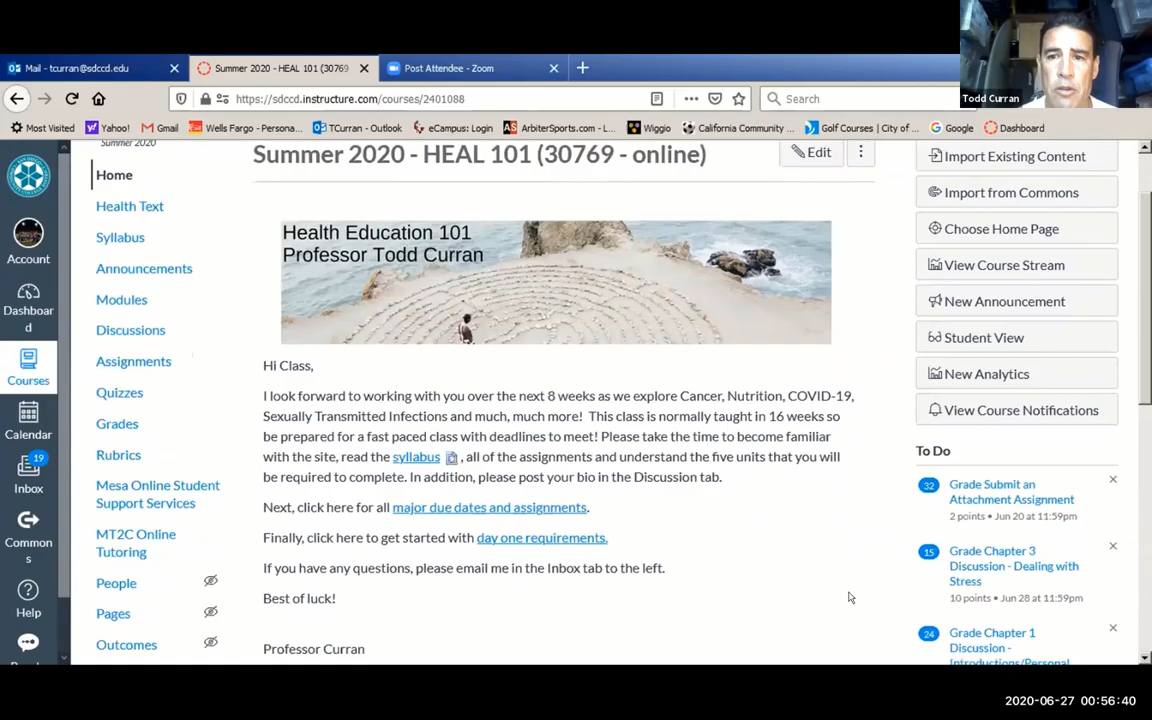 Mail - tcurran@sdccd.edu
Summer 2020 - HEAL 101 (30769
Post Attendee - Zoom
https://sdccd.instructure.com/courses/2401088
Search
Todd Curran
Most Visited
Yahoo!
Gmail
Wells Fargo - Persona...
TCurran - Outlook
eCampus: Login
ArbiterSports.com - L...
Wiggio
California Community ...
Golf Courses | City of ...
Google
Dashboard
Account
Dashboar
d
Courses
Calendar
19
Inbox
Common
s
Help
Summer 2020
Home
Health Text
Syllabus
Announcements
Modules
Discussions
Assignments
Quizzes
Grades
Rubrics
Mesa Online Student
Support Services
MT2C Online
Tutoring
People
Pages
Outcomes
Summer 2020 - HEAL 101 (30769 - online)
Edit
Health Education 101
Professor Todd Curran
Hi Class,
I look forward to working with you over the next 8 weeks as we explore Cancer, Nutrition, COVID-19,
Sexually Transmitted Infections and much, much more!  This class is normally taught in 16 weeks so
be prepared for a fast paced class with deadlines to meet! Please take the time to become familiar
with the site, read the syllabus , all of the assignments and understand the five units that you will
be required to complete. In addition, please post your bio in the Discussion tab.
Next, click here for all major due dates and assignments.
Finally, click here to get started with day one requirements.
If you have any questions, please email me in the Inbox tab to the left.
Best of luck!
Professor Curran
Import Existing Content
Import from Commons
Choose Home Page
View Course Stream
New Announcement
Student View
New Analytics
View Course Notifications
To Do
32
Grade Submit an
Attachment Assignment
2 points • Jun 20 at 11:59pm
15
Grade Chapter 3
Discussion - Dealing with
Stress
10 points • Jun 28 at 11:59pm
24
Grade Chapter 1
Discussion -
Introductions/Personal
2020-06-27 00:56:40